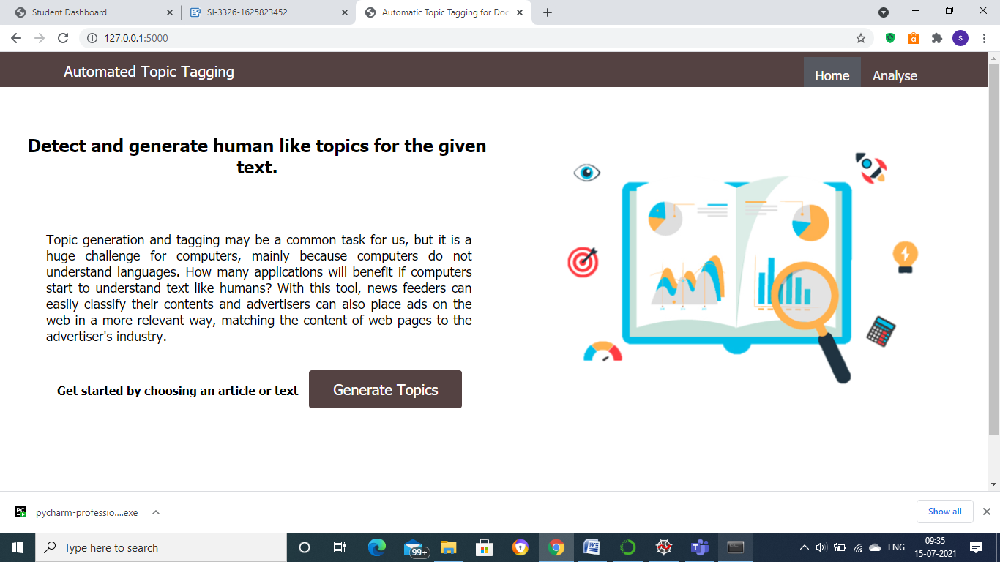 Student Dashboard
SI-3326-1625823452
Automatic Topic Tagging for Doc
127.0.0.1:5000
s
Automated Topic Tagging
Home
Analyse
Detect and generate human like topics for the given
text.
Topic generation and tagging may be a common task for us, but it is a
huge challenge for computers, mainly because computers do not
understand languages. How many applications will benefit if computers
start to understand text like humans? With this tool, news feeders can
easily classify their contents and advertisers can also place ads on the
web in a more relevant way, matching the content of web pages to the
advertiser's industry.
Get started by choosing an article or text
Generate Topics
PC
pycharm-professio....exe
Show all
Type here to search
99+
ENG
09:35
15-07-2021